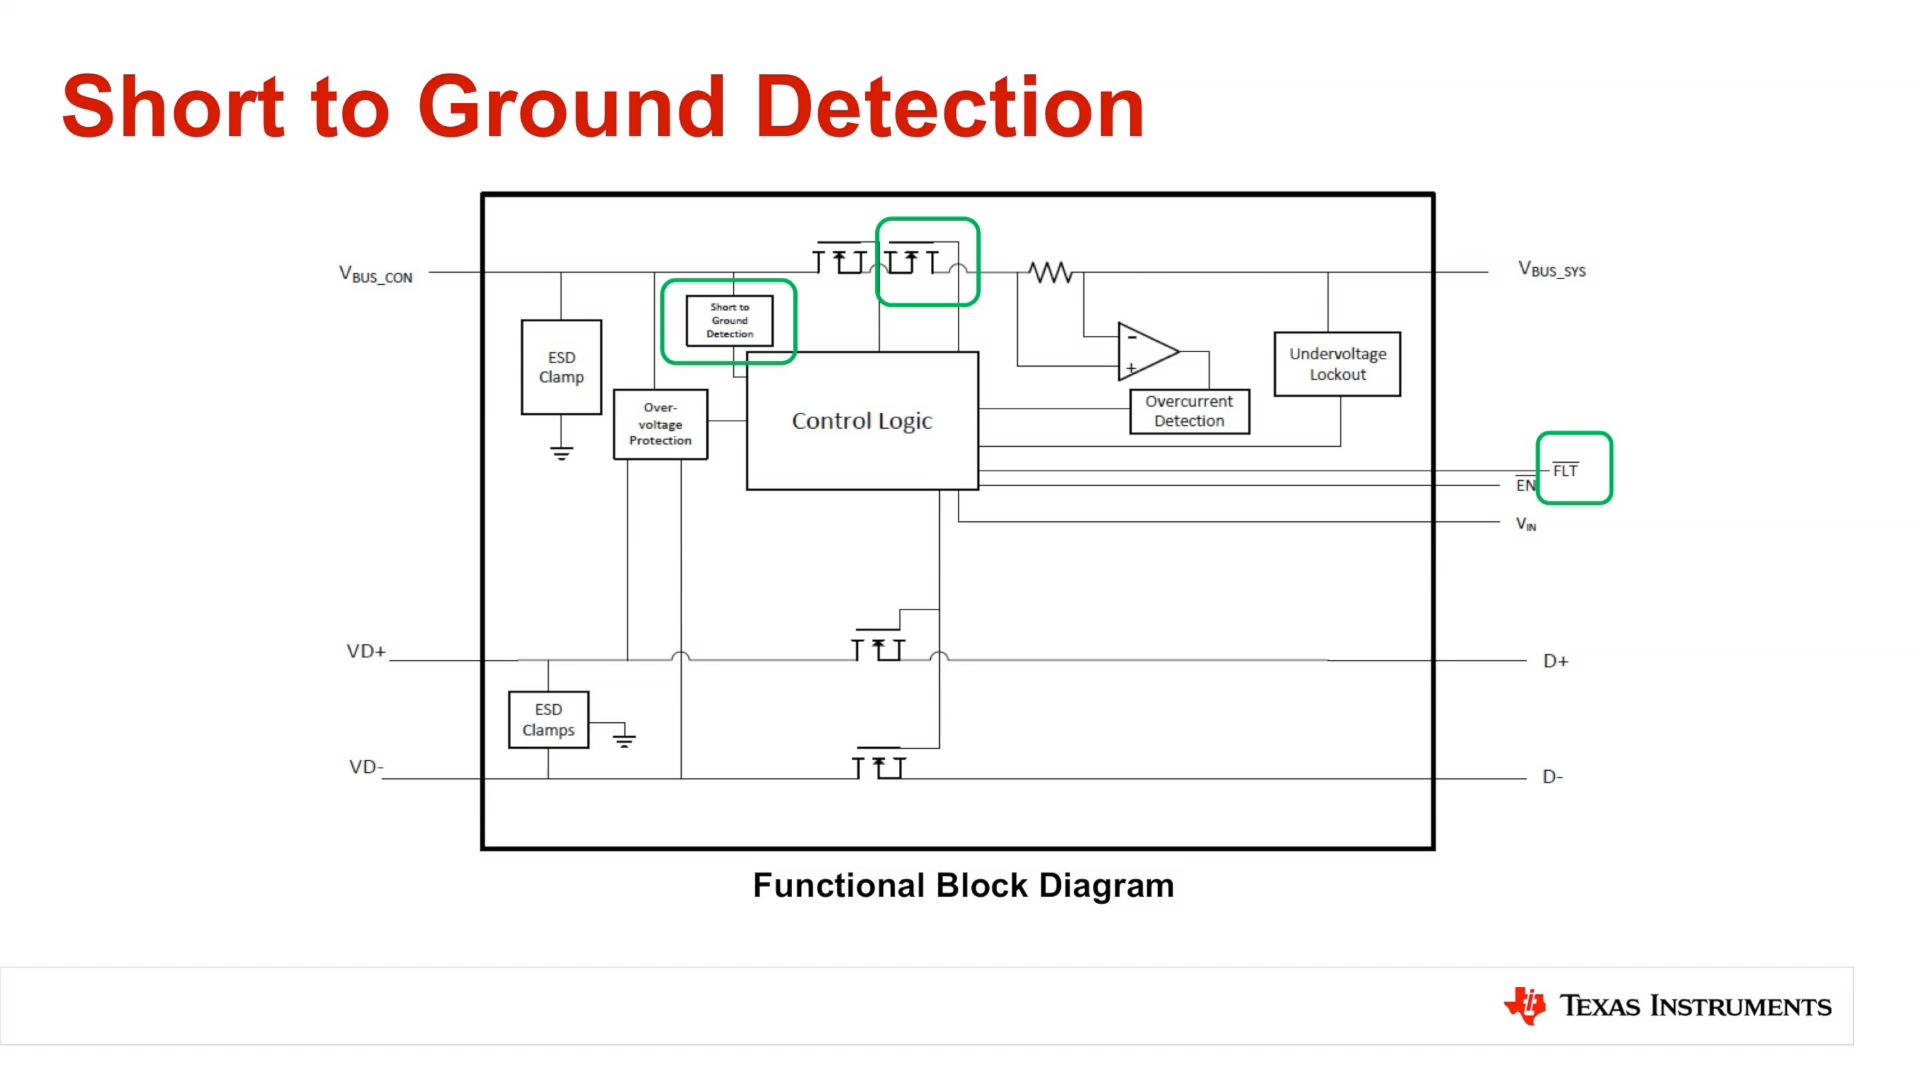 Short to Ground Detection
VBUS_CON
VBUS_SYS
Short to
Ground
Detection
ESD
Clamp
Over-
voltage
Protection
Control Logic
-
+
Overcurrent
Detection
Undervoltage
Lockout
FLT
EN
VIN
VD+
D+
ESD
Clamps
VD-
D-
Functional Block Diagram
TEXAS INSTRUMENTS